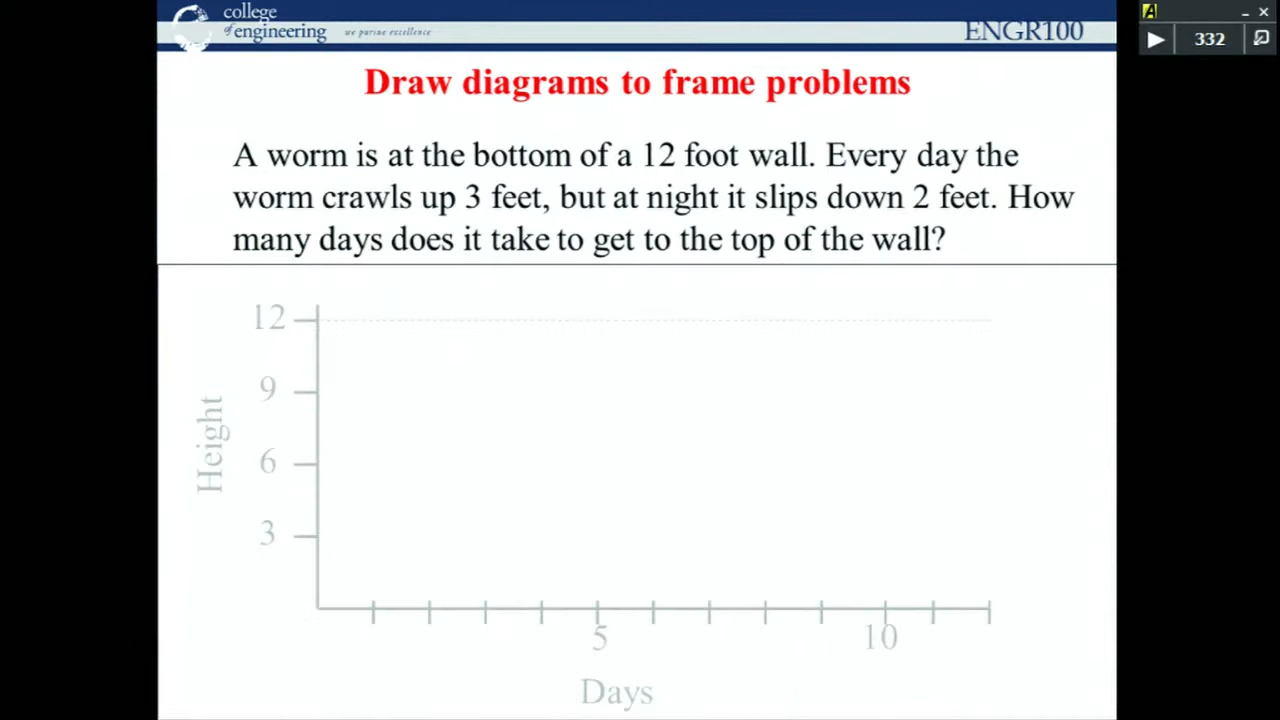 college
of engineering we pursue excellence
ENGR100
332
Draw diagrams to frame problems
A worm is at the bottom of a 12 foot wall. Every day the
worm crawls up 3 feet, but at night it slips down 2 feet. How
many days does it take to get to the top of the wall?
12
9
6
3
Height
5
10
Days